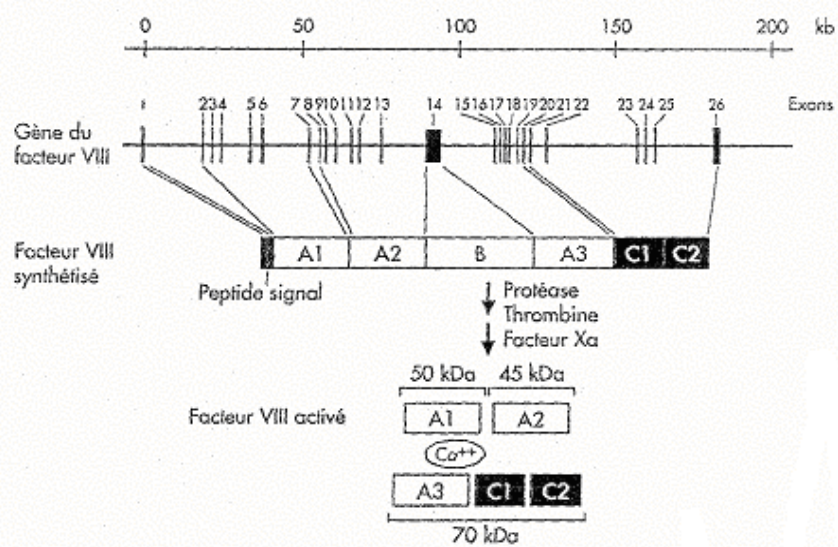 0 50 100 150 200 kb
1 2 3 4 5 6 7 8 9 10 11 12 13 14 15 16 17 18 19 20 21 22 23 24 25 26 Exons
Gène du
facteur VIII
Facteur VIII
synthétisé
A1 A2 B A3 C1 C2
Peptide signal
Protéase
Thrombine
Facteur Xa
50 kDa 45 kDa
Facteur VIII activé
A1 A2
Ca++
A3 C1 C2
70 kDa